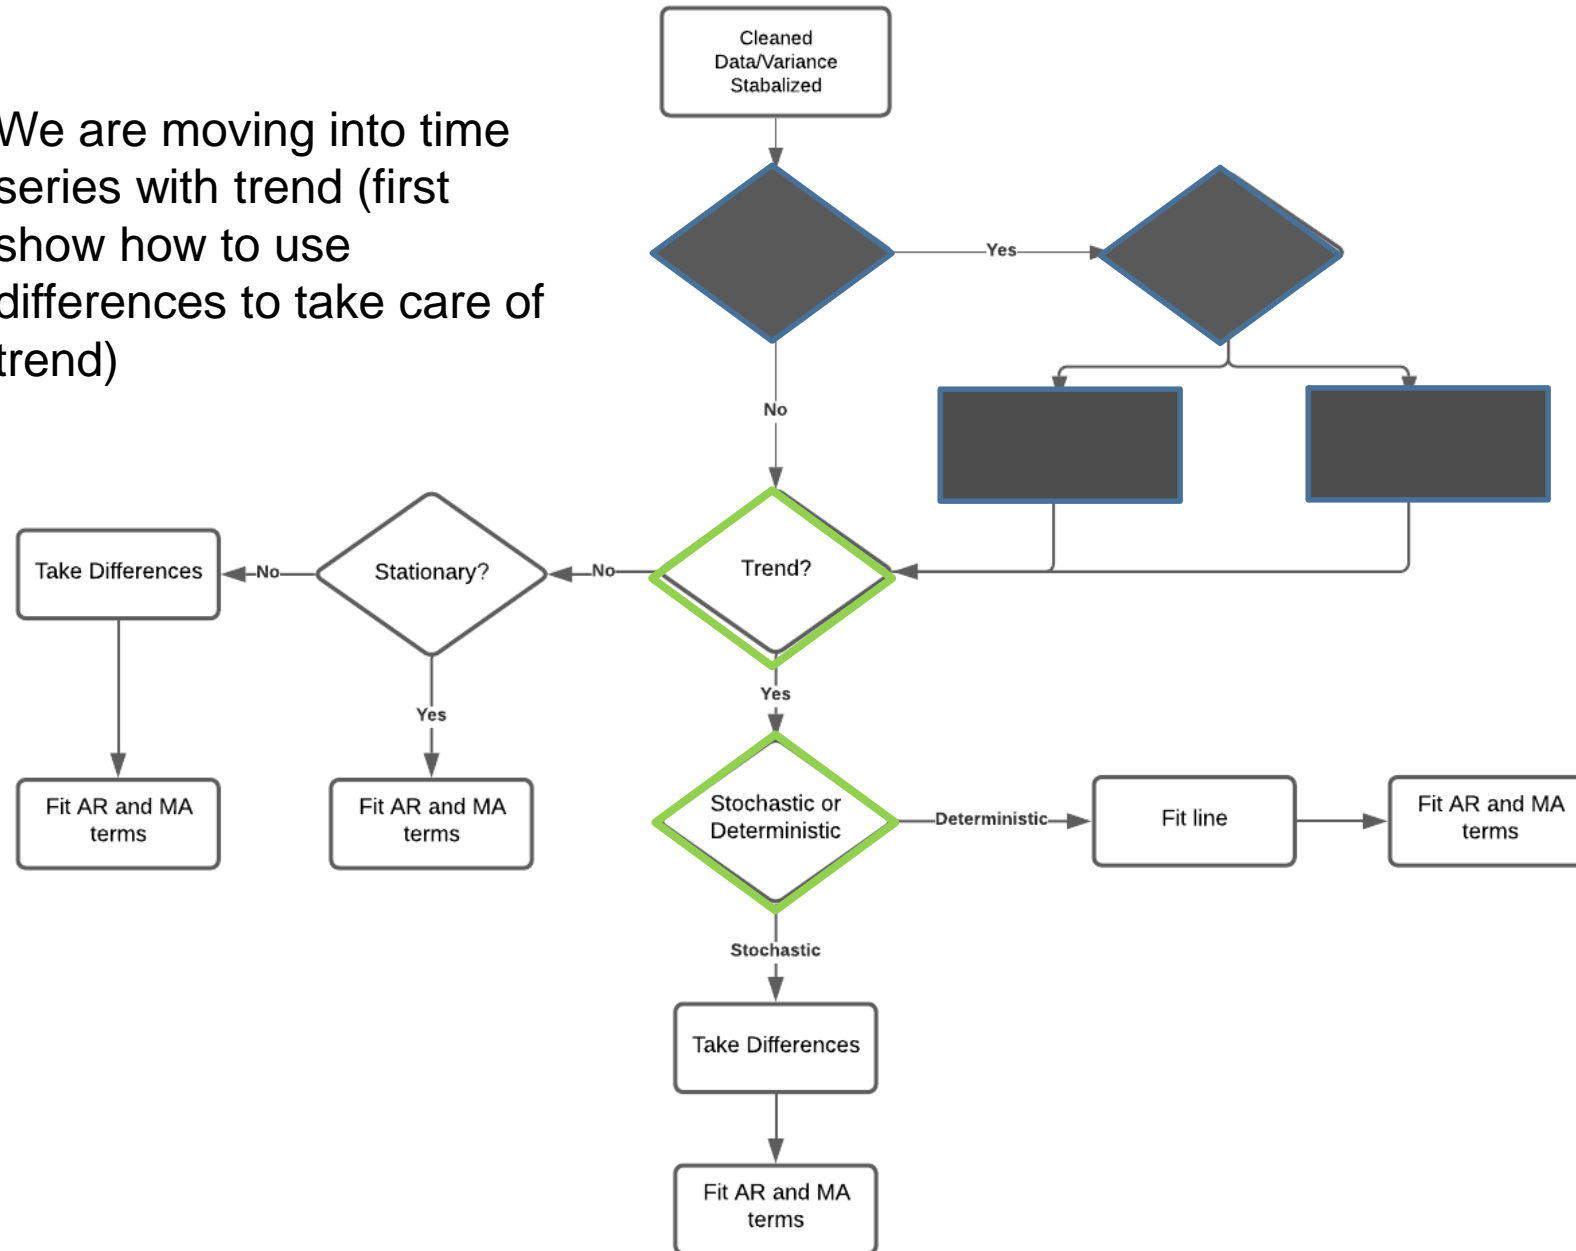 Cleaned
Data/Variance
Stabalized
We are moving into time
series with trend (first
show how to use
differences to take care of
trend)
Yes
No
Take Differences
No
Stationary?
No
Trend?
Yes
Yes
Fit AR and MA
terms
Fit AR and MA
terms
Stochastic or
Deterministic
Deterministic
Fit line
Fit AR and MA
terms
Stochastic
Take Differences
Fit AR and MA
terms